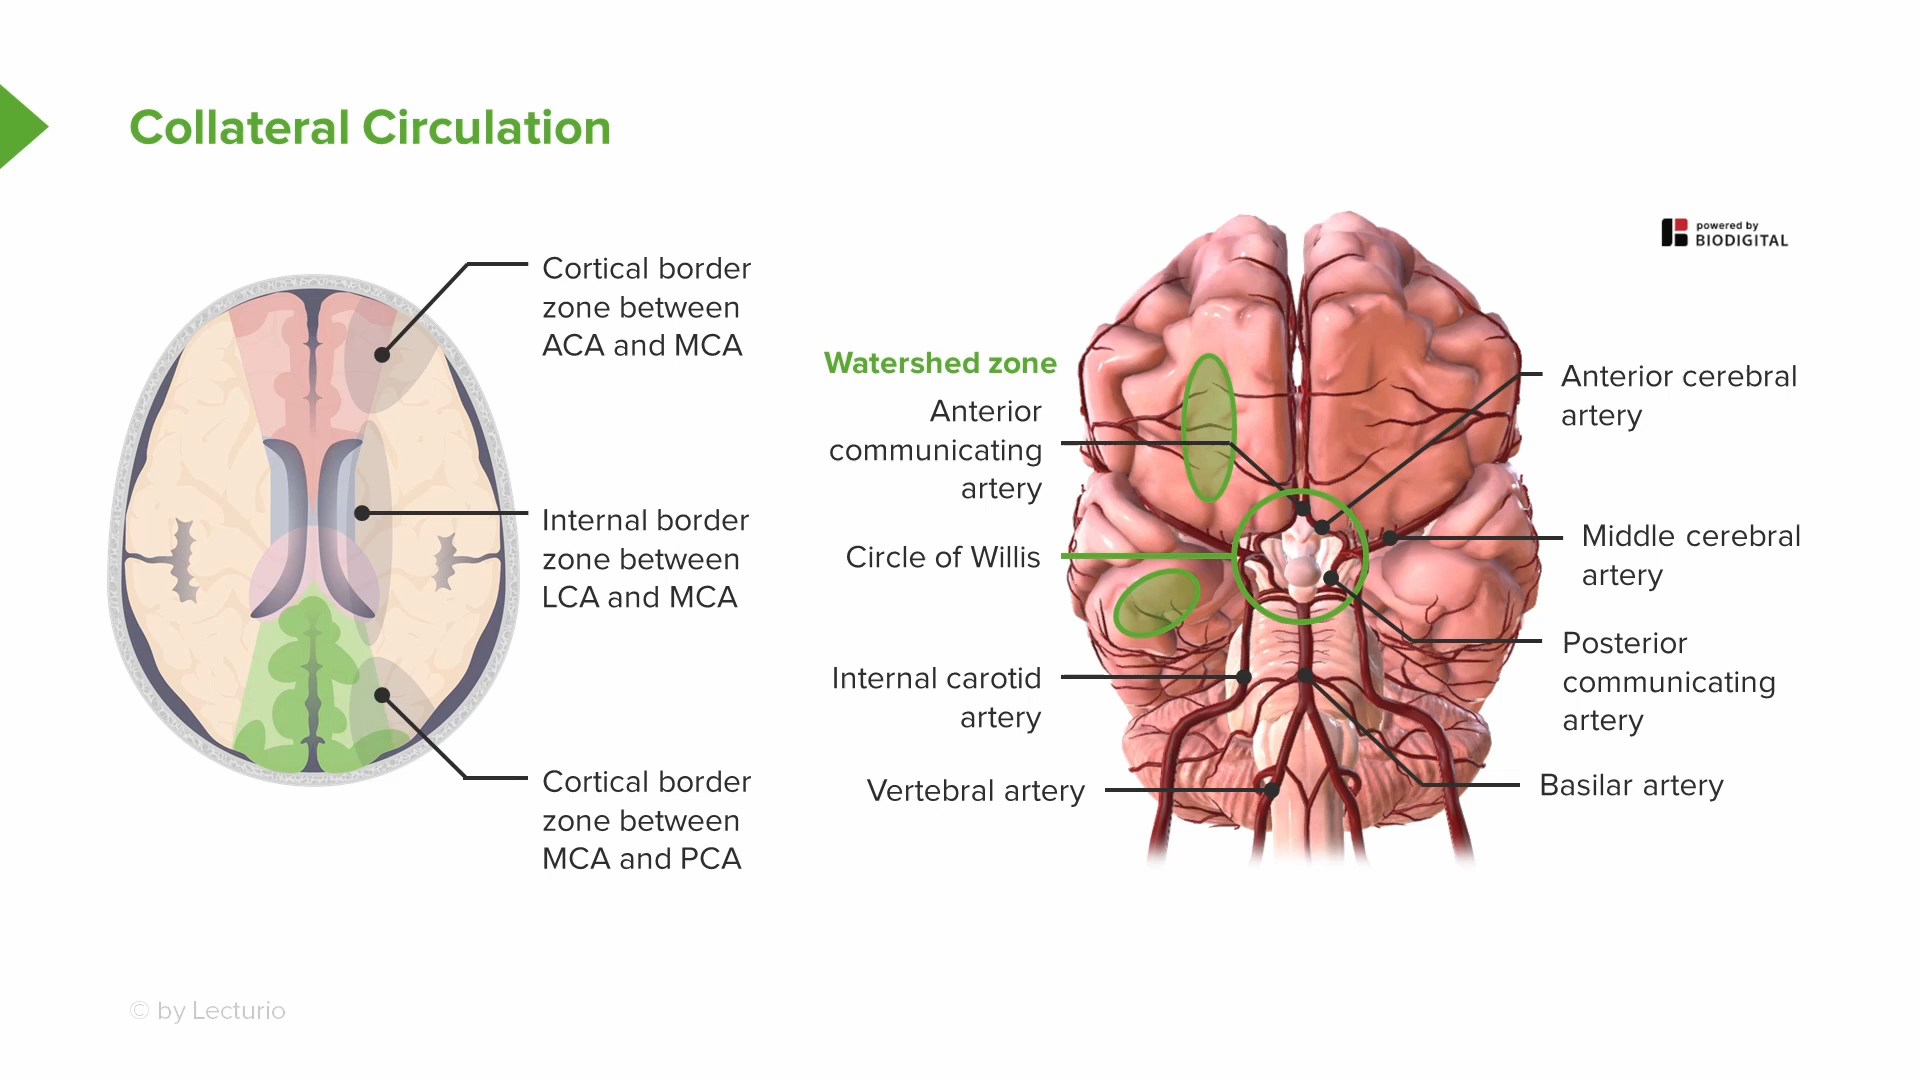 Collateral Circulation
Cortical border
zone between
ACA and MCA
Internal border
zone between
LCA and MCA
Cortical border
zone between
MCA and PCA
Watershed zone
Anterior
communicating
artery
Circle of Willis
Internal carotid
artery
Vertebral artery
powered by
BIODIGITAL
Anterior cerebral
artery
Middle cerebral
artery
Posterior
communicating
artery
Basilar artery
© by Lecturio